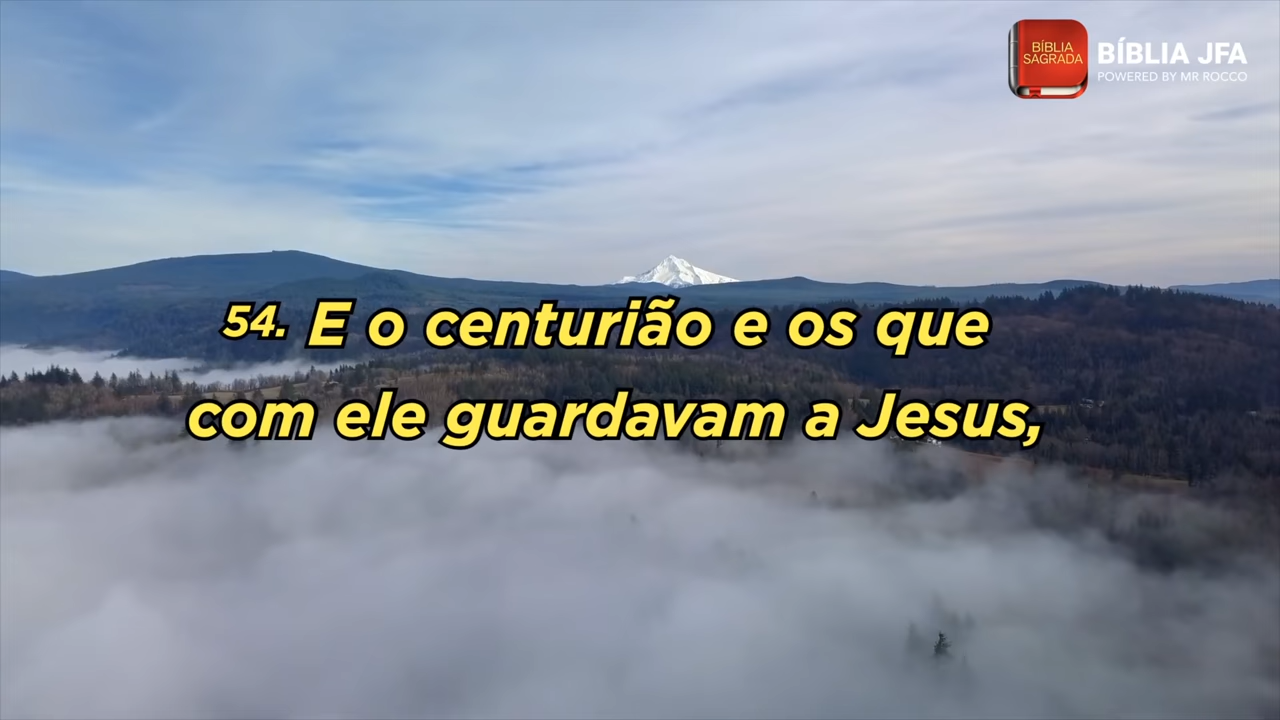 BÍBLIA
SAGRADA
BÍBLIA JFA
POWERED BY MR ROCCO
54. E o centurião e os que
com ele guardavam a Jesus,